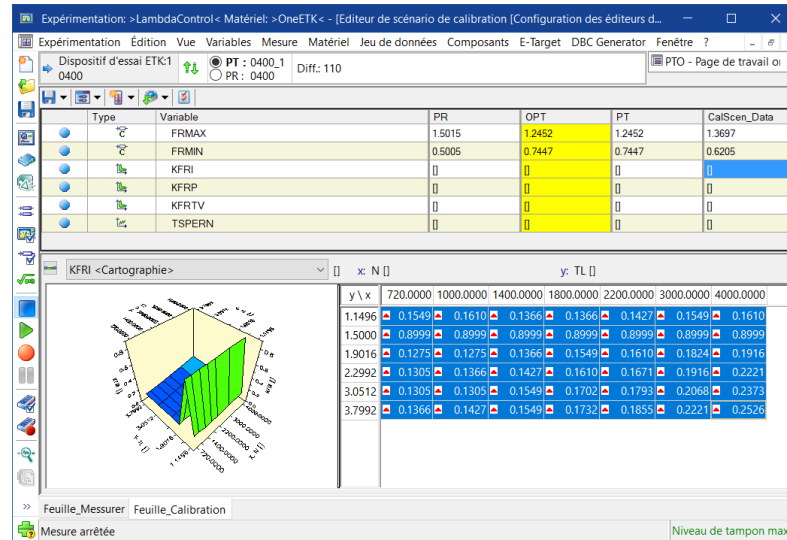 Expérimentation: >LambdaControl< Matériel: >OneETK< - [Editeur de scénario de calibration [Configuration des éditeurs d...
Expérimentation Édition Vue Variables Mesure Matériel Jeu de données Composants E-Target DBC Generator Fenêtre ?
Dispositif d'essai ETK:1
0400
PT : 0400_1
PR : 0400
Diff.: 110
PTO - Page de travail
Type Variable PR OPT PT CalScen_Data
FRMAX 1.5015 1.2452 1.2452 1.3697
FRMIN 0.5005 0.7447 0.7447 0.6205
KFRI [] [] [] []
KFRP [] [] [] []
KFRTV [] [] [] []
TSPERN [] [] [] []
KFRI <Cartographie> [] x: N [] y: TL []
y \ x 720.0000 1000.0000 1400.0000 1800.0000 2200.0000 3000.0000 4000.0000
1.1496 0.1549 0.1610 0.1366 0.1366 0.1427 0.1549 0.1610
1.5000 0.8999 0.8999 0.8999 0.8999 0.8999 0.8999 0.8999
1.9016 0.1275 0.1275 0.1366 0.1549 0.1610 0.1824 0.1916
2.2992 0.1305 0.1366 0.1427 0.1610 0.1671 0.1916 0.2221
3.0512 0.1305 0.1305 0.1549 0.1702 0.1793 0.2068 0.2373
3.7992 0.1366 0.1427 0.1549 0.1732 0.1855 0.2221 0.2526
Feuille_Messurer Feuille_Calibration
Mesure arrêtée
Niveau de tampon max